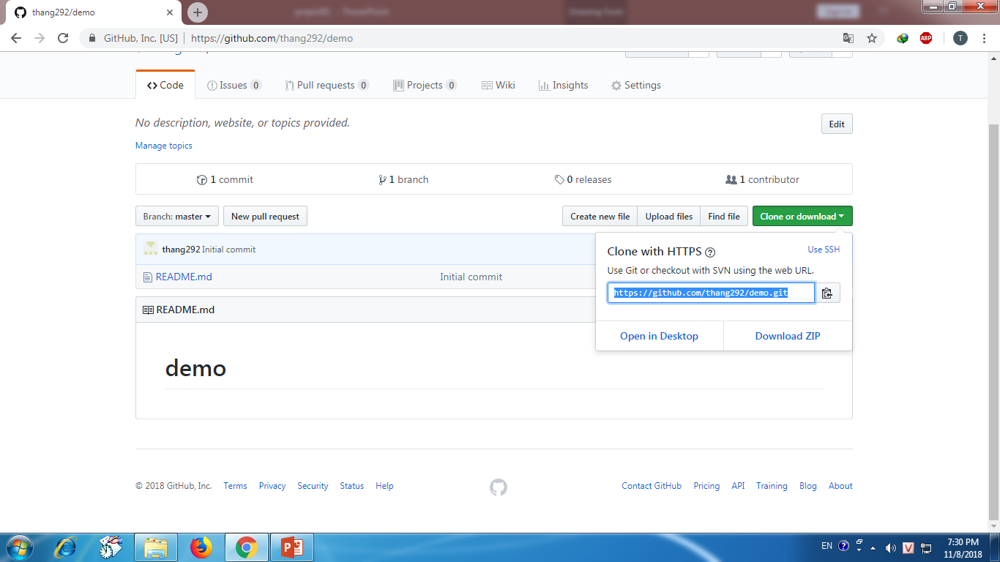 thang292/demo
GitHub, Inc. [US] https://github.com/thang292/demo
ABP T
Code Issues 0 Pull requests 0 Projects 0 Wiki Insights Settings
No description, website, or topics provided.
Edit
Manage topics
1 commit 1 branch 0 releases 1 contributor
Branch: master New pull request Create new file Upload files Find file Clone or download
thang292 Initial commit
README.md Initial commit
Clone with HTTPS Use SSH
Use Git or checkout with SVN using the web URL.
https://github.com/thang292/demo.git
Open in Desktop Download ZIP
README.md
demo
© 2018 GitHub, Inc. Terms Privacy Security Status Help Contact GitHub Pricing API Training Blog About
EN 7:30 PM
11/8/2018